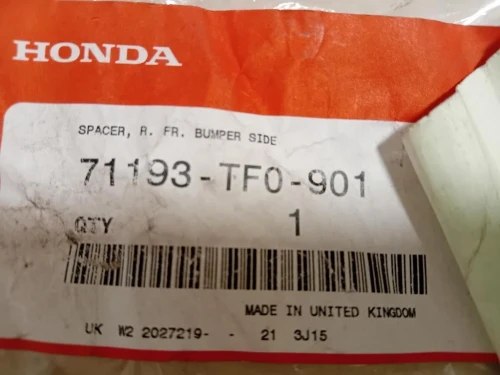 HONDA
SPACER, R. FR. BUMPER SIDE
71193-TF0-901
QTY 1
MADE IN UNITED KINGDOM
UK W2 2027219- - 21 3J15